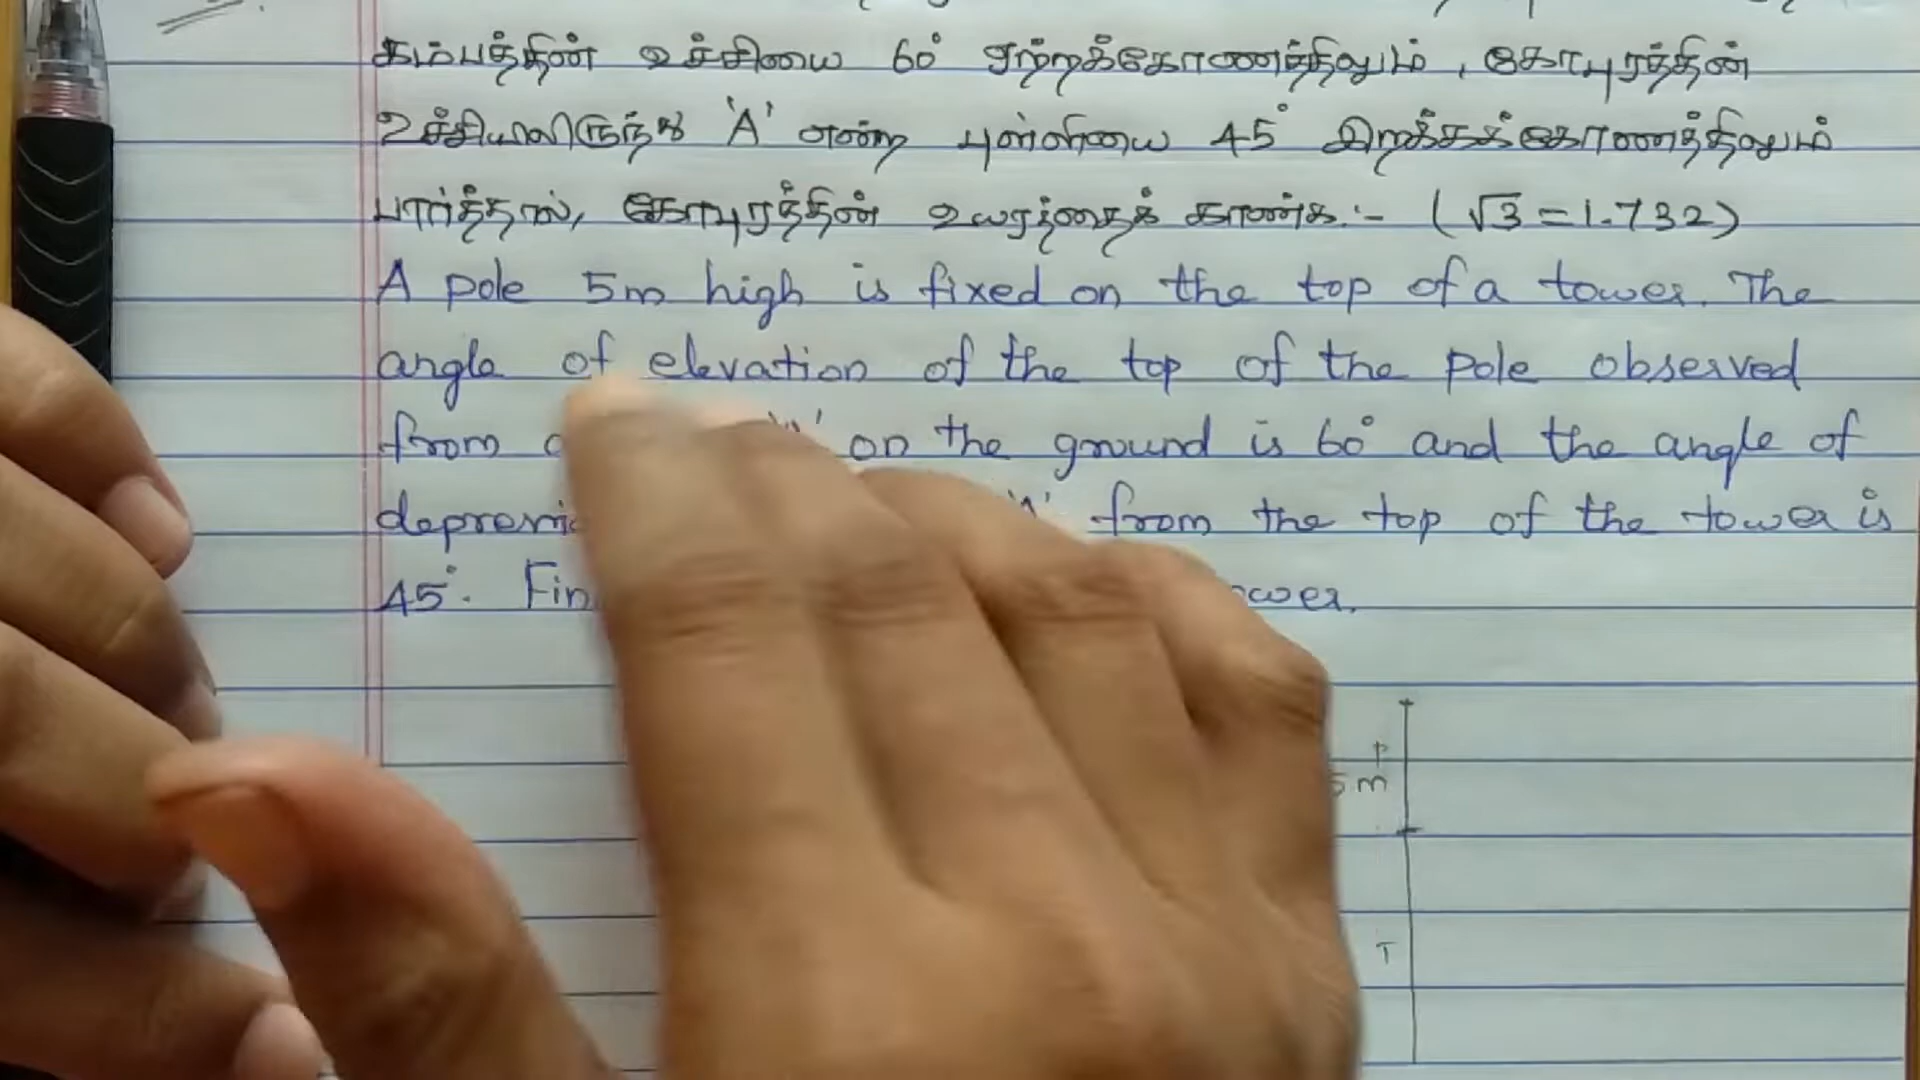 கம்பத்தின் உச்சியை 60° ஏற்றக்கோணத்திலும், கோபுரத்தின்
உச்சியிலிருந்து 'A' என்ற புள்ளியை 45° இறக்கக்கோணத்திலும்
பார்த்தால், கோபுரத்தின் உயரத்தைக் காண்க:- (√3 = 1.732)
A pole 5m high is fixed on the top of a tower. The
angle of elevation of the top of the pole observed
from on the ground is 60° and the angle of
'A' from the top of the tower is
45°. 
P
5 m
T